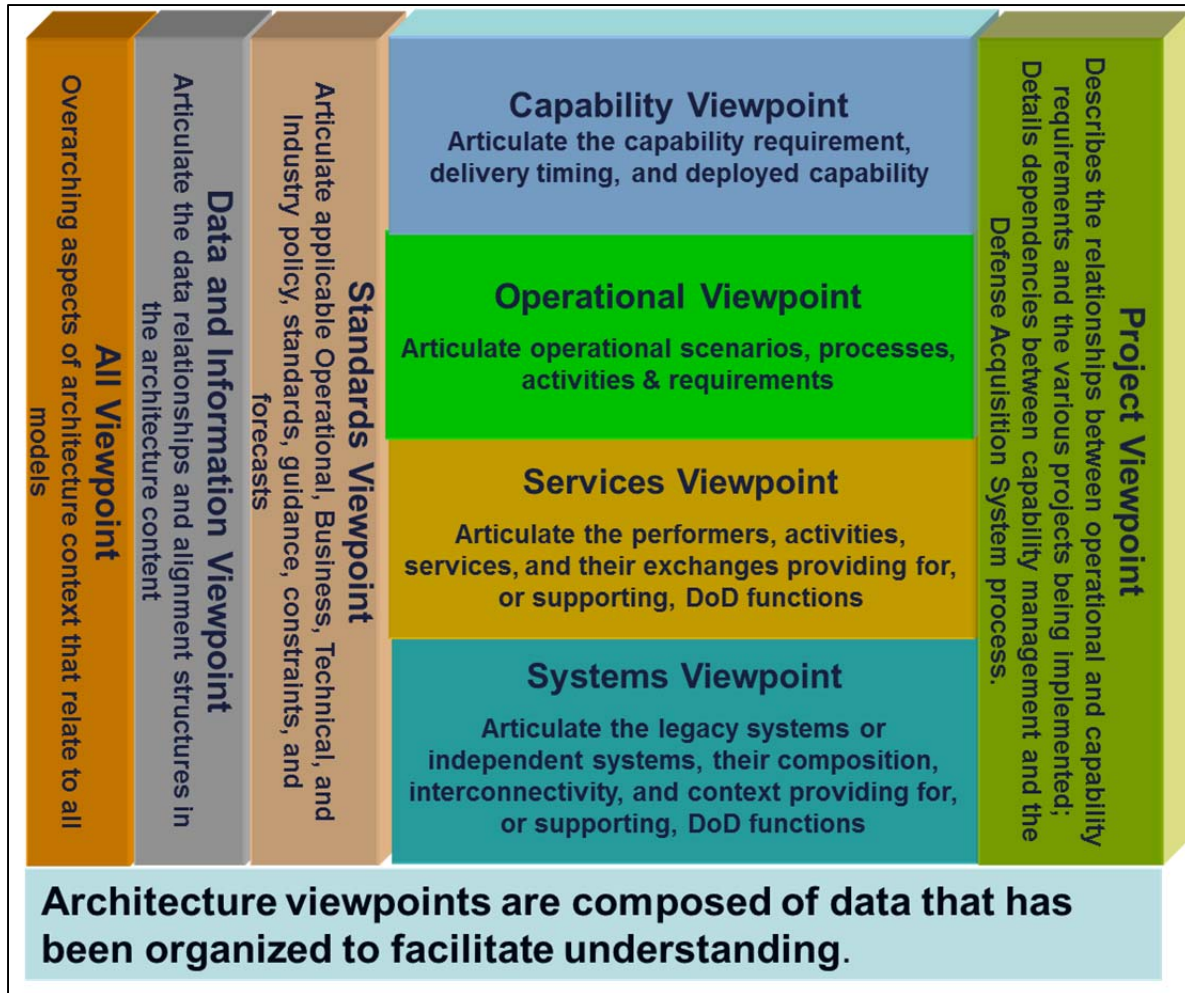 All Viewpoint
Overarching aspects of architecture context that relate to all
models
Data and Information Viewpoint
Articulate the data relationships and alignment structures in
the architecture content
Standards Viewpoint
Articulate applicable Operational, Business, Technical, and
Industry policy, standards, guidance, constraints, and
forecasts
Capability Viewpoint
Articulate the capability requirement,
delivery timing, and deployed capability
Operational Viewpoint
Articulate operational scenarios, processes,
activities & requirements
Services Viewpoint
Articulate the performers, activities,
services, and their exchanges providing for,
or supporting, DoD functions
Systems Viewpoint
Articulate the legacy systems or
independent systems, their composition,
interconnectivity, and context providing for,
or supporting, DoD functions
Project Viewpoint
Describes the relationships between operational and capability
requirements and the various projects being implemented;
Details dependencies between capability management and the
Defense Acquisition System process.
Architecture viewpoints are composed of data that has
been organized to facilitate understanding.